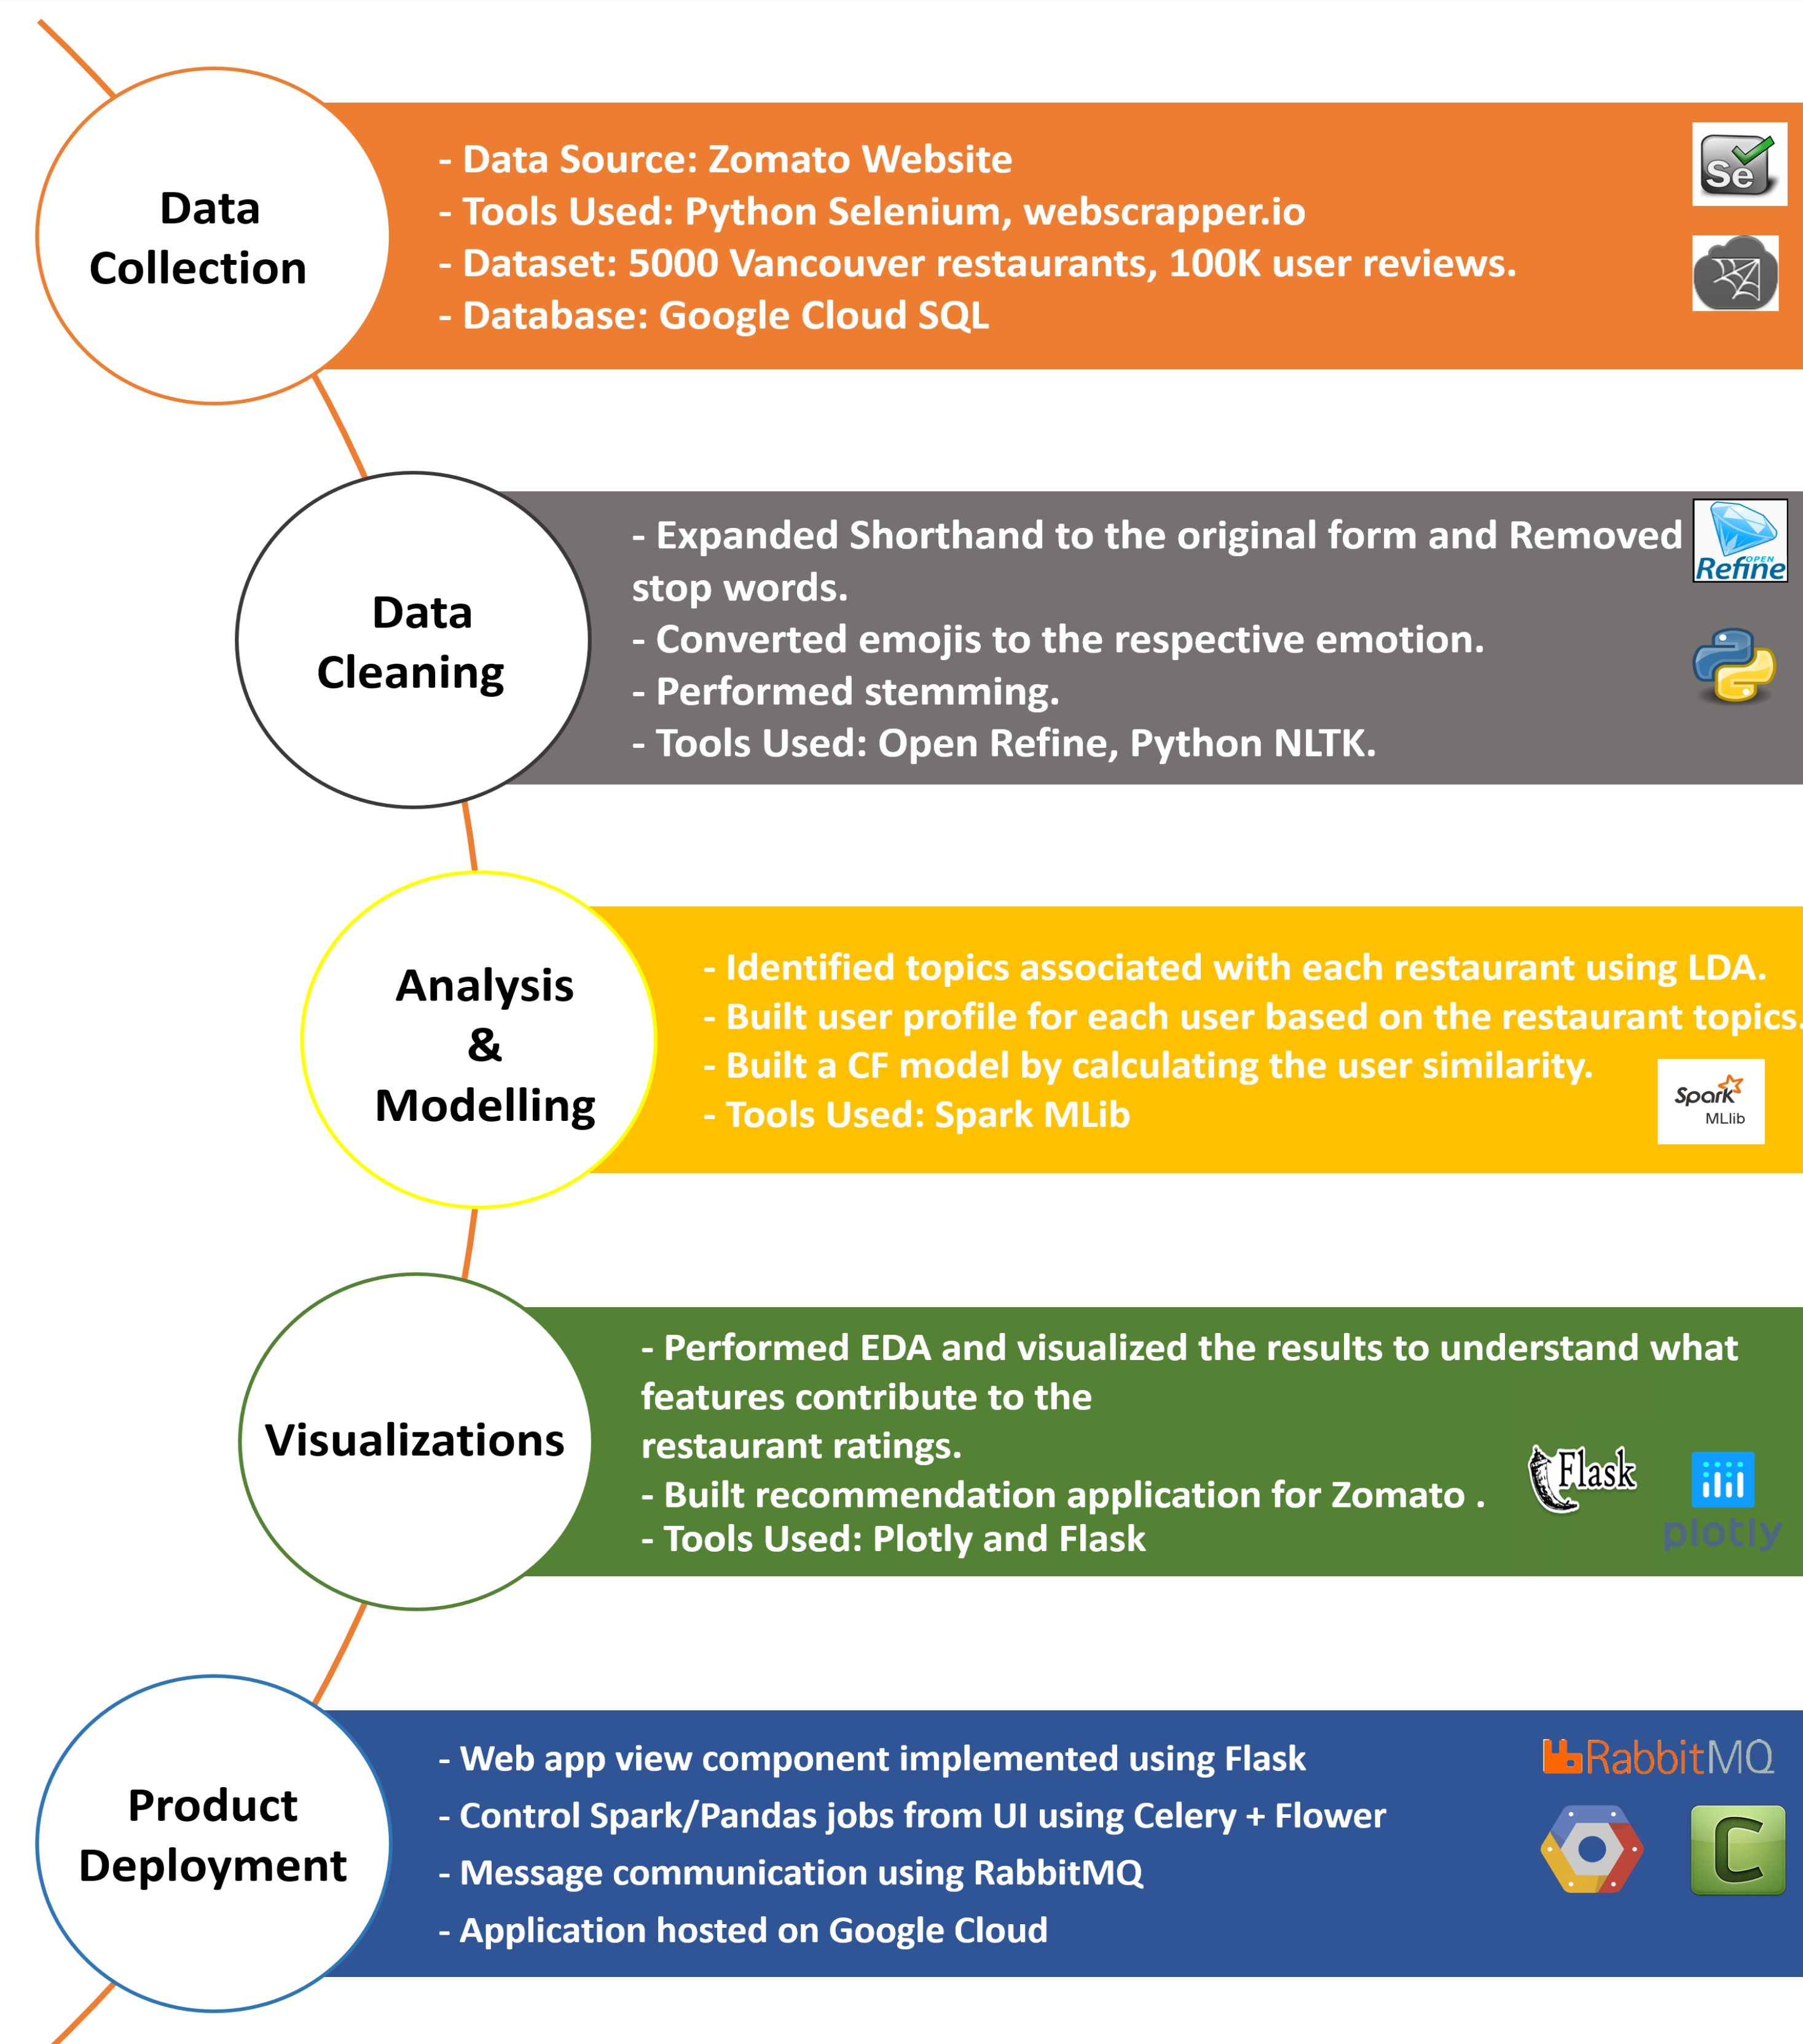 Data
Collection
- Data Source: Zomato Website
- Tools Used: Python Selenium, webscrapper.io
- Dataset: 5000 Vancouver restaurants, 100K user reviews.
- Database: Google Cloud SQL
Se
Data
Cleaning
- Expanded Shorthand to the original form and Removed
stop words.
- Converted emojis to the respective emotion.
- Performed stemming.
- Tools Used: Open Refine, Python NLTK.
OPEN
Refine
Analysis
&
Modelling
- Identified topics associated with each restaurant using LDA.
- Built user profile for each user based on the restaurant topics.
- Built a CF model by calculating the user similarity.
- Tools Used: Spark MLib
Spark
MLlib
Visualizations
- Performed EDA and visualized the results to understand what
features contribute to the
restaurant ratings.
- Built recommendation application for Zomato .
- Tools Used: Plotly and Flask
Flask
plotly
Product
Deployment
- Web app view component implemented using Flask
- Control Spark/Pandas jobs from UI using Celery + Flower
- Message communication using RabbitMQ
- Application hosted on Google Cloud
RabbitMQ
C